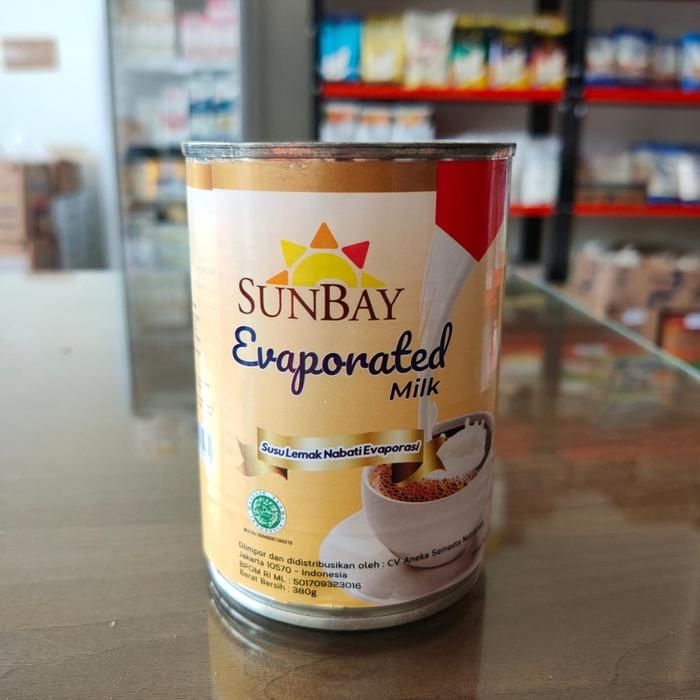 SUNBAY
Evaporated
Milk
Susu Lemak Nabati Evaporasi
Diimpor dan didistribusikan oleh : CV Aneka Semesta
Jakarta 10570 - Indonesia
BPOM RI ML : 501709323016
Berat Bersih : 380g